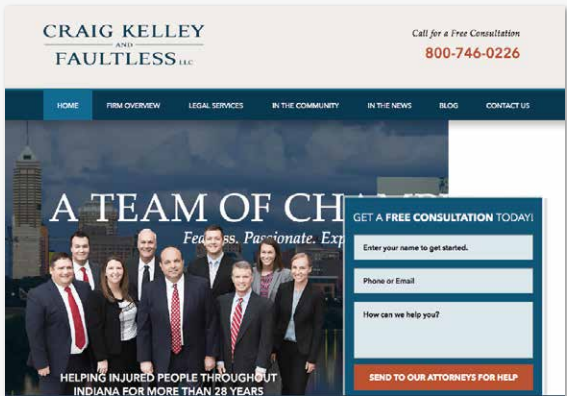 CRAIG KELLEY
AND
FAULTLESS LLC
Call for a Free Consultation
800-746-0226
HOME FIRM OVERVIEW LEGAL SERVICES IN THE COMMUNITY IN THE NEWS BLOG CONTACT US
A TEAM OF CHAMP
Passionate. Exp
GET A FREE CONSULTATION TODAY!
Enter your name to get started.
Phone or Email
How can we help you?
SEND TO OUR ATTORNEYS FOR HELP
HELPING INJURED PEOPLE THROUGHOUT
INDIANA FOR MORE THAN 28 YEARS